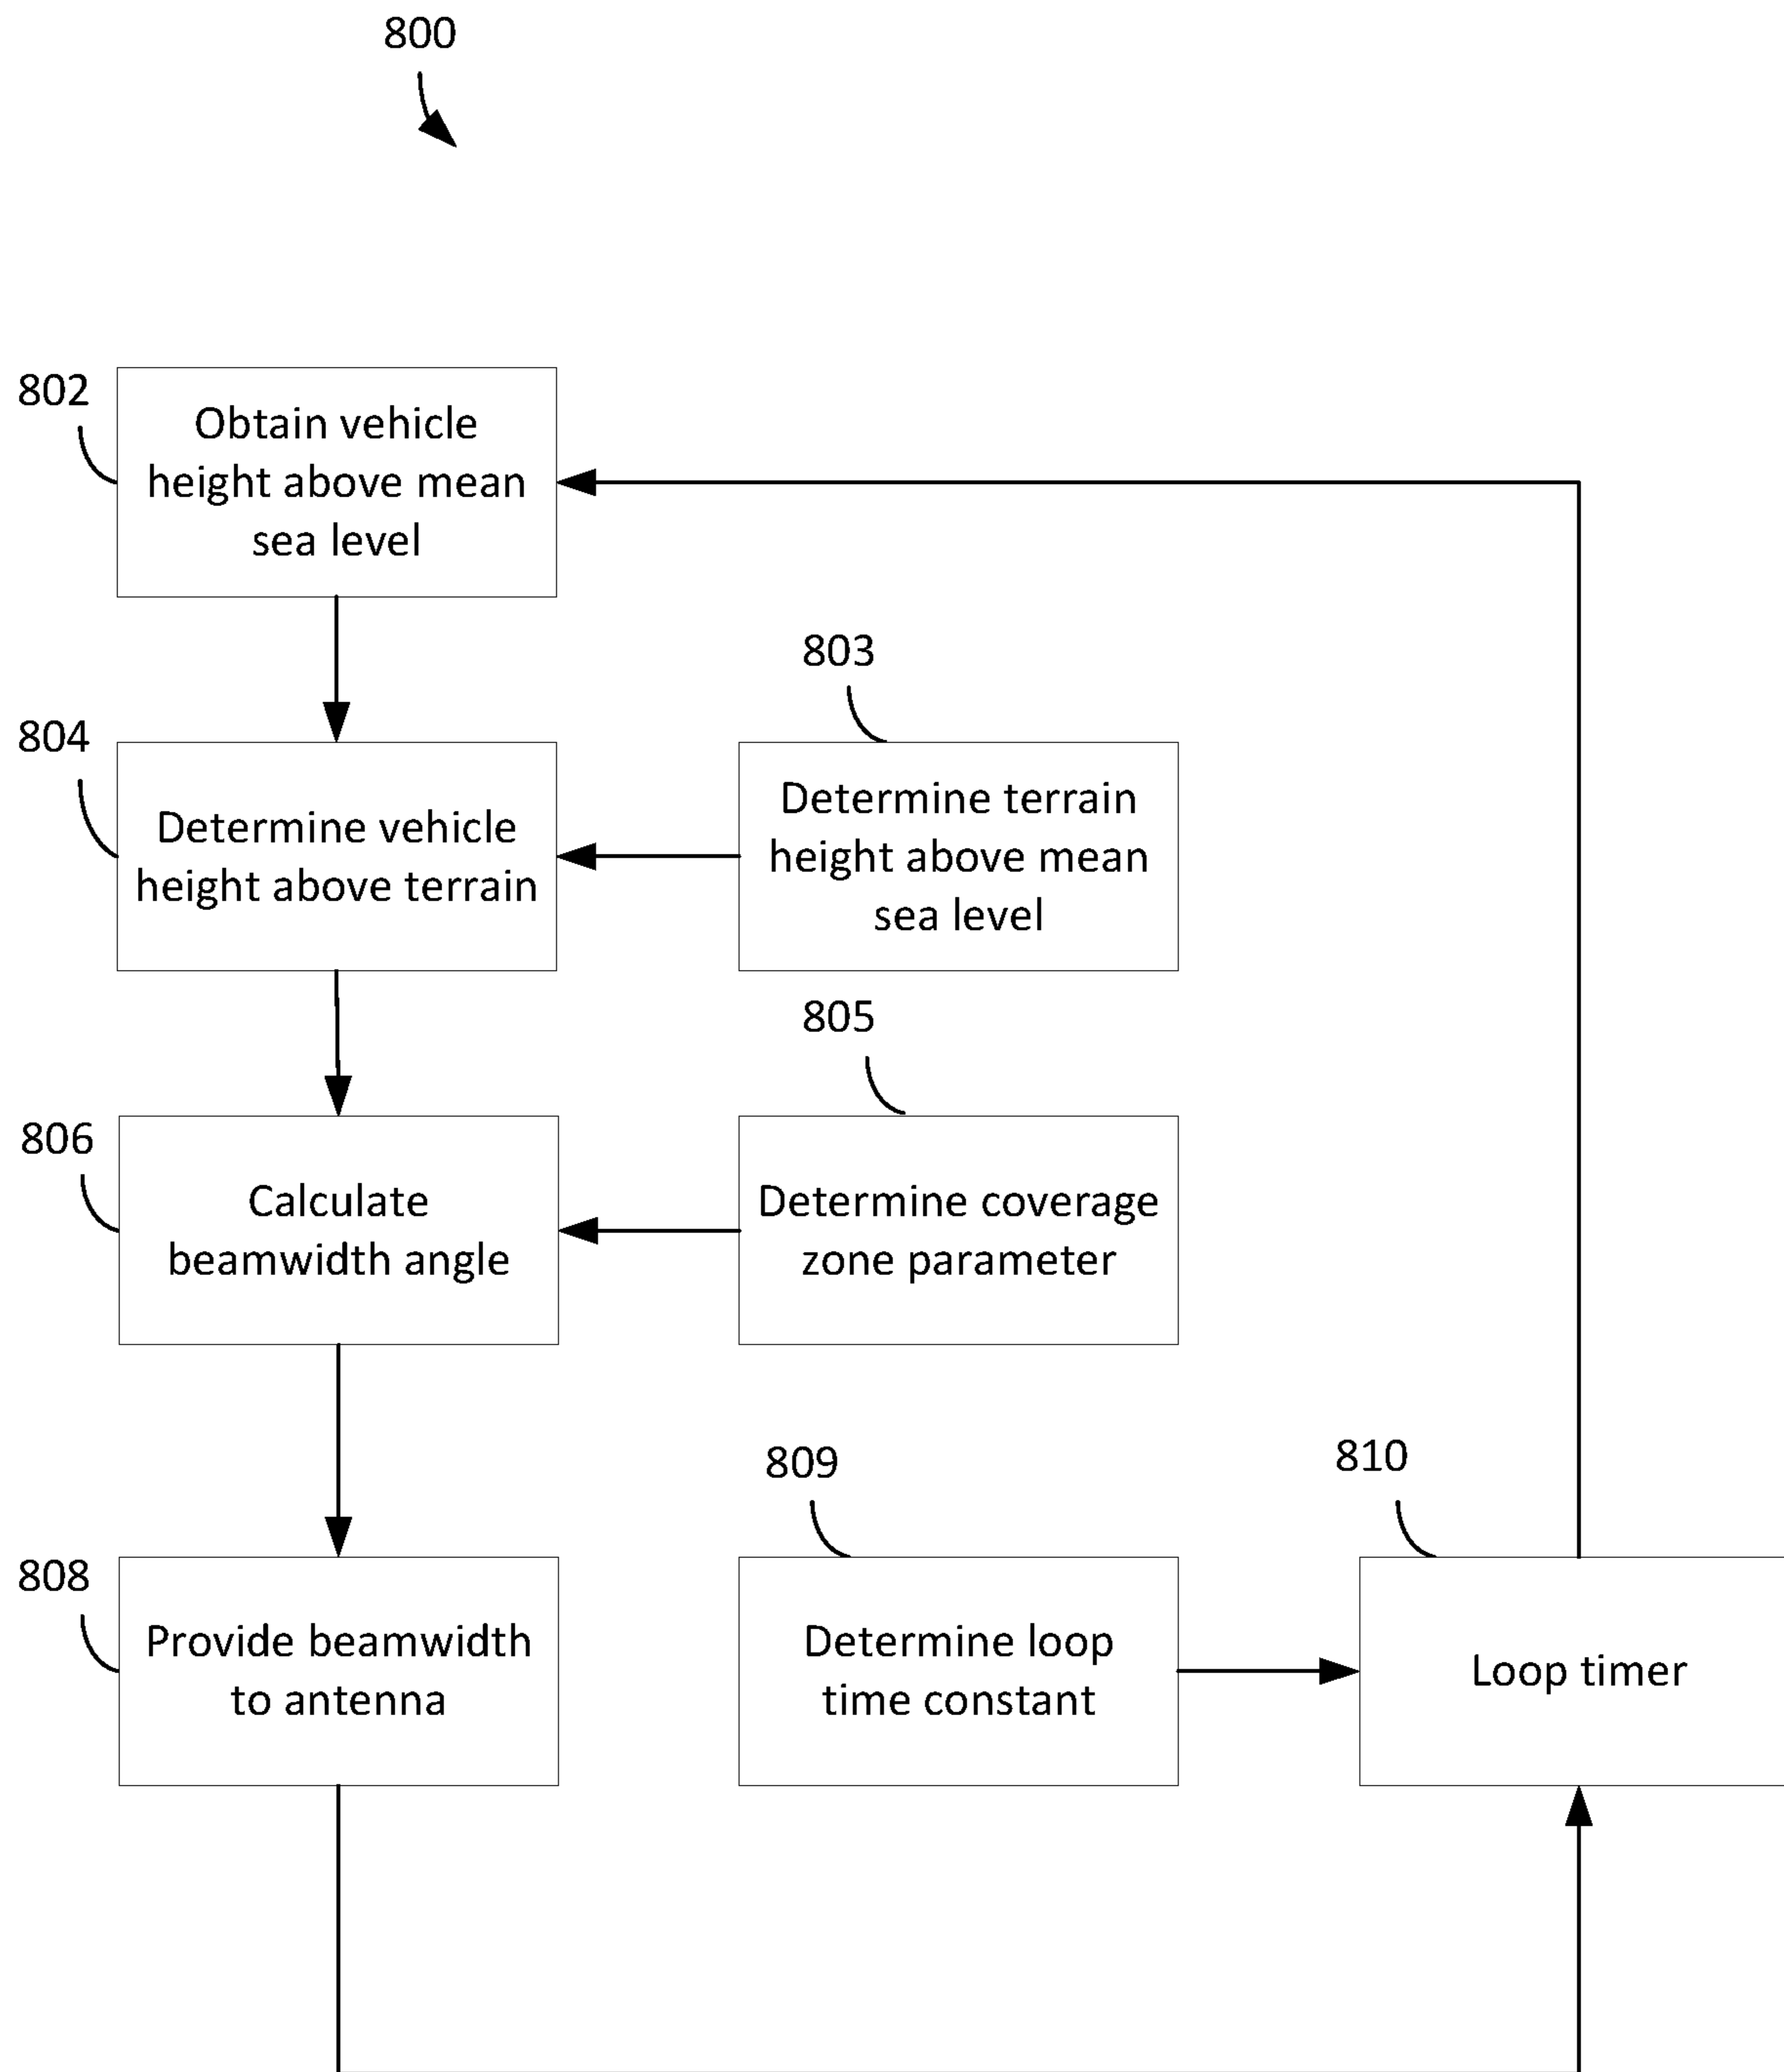 800
802
Obtain vehicle
height above mean
sea level
803
804
Determine vehicle
height above terrain
Determine terrain
height above mean
sea level
805
806
Calculate
beamwidth angle
Determine coverage
zone parameter
809
810
808
Provide beamwidth
to antenna
Determine loop
time constant
Loop timer